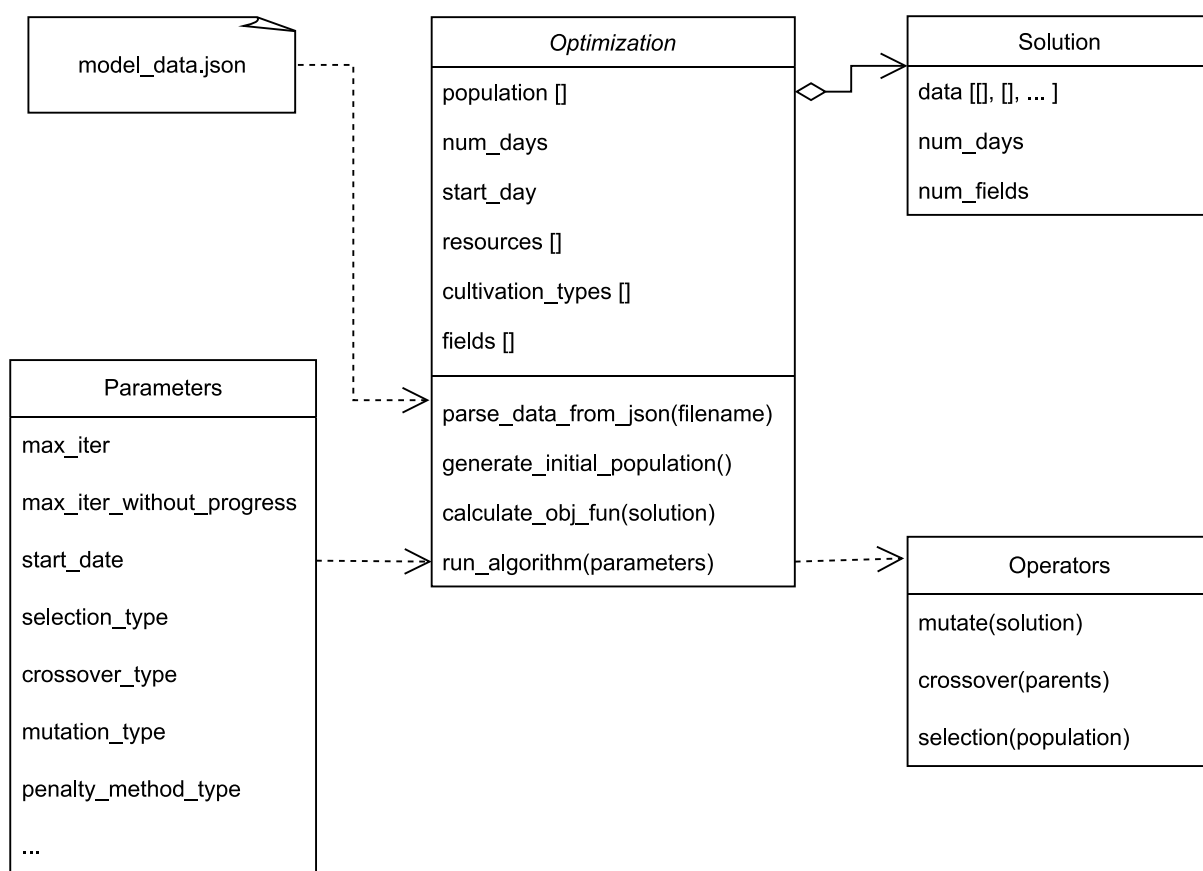 model_data.json
Optimization
population []
num_days
start_day
resources []
cultivation_types []
fields []
parse_data_from_json(filename)
generate_initial_population()
calculate_obj_fun(solution)
run_algorithm(parameters)
Solution
data [[], [], ... ]
num_days
num_fields
Parameters
max_iter
max_iter_without_progress
start_date
selection_type
crossover_type
mutation_type
penalty_method_type
...
Operators
mutate(solution)
crossover(parents)
selection(population)